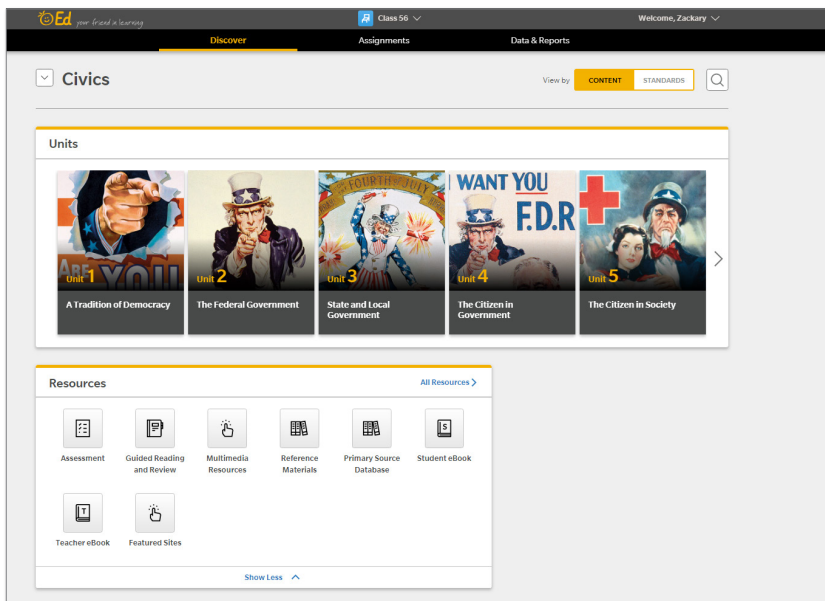 Ed your friend in learning
Class 56
Welcome, Zackary
Discover
Assignments
Data & Reports
Civics
View by
CONTENT
STANDARDS
Units
ARE YOU
Unit 1
A Tradition of Democracy
Unit 2
The Federal Government
FOURTH of JULY
Unit 3
State and Local
Government
WANT YOU
F.D.R
Unit 4
The Citizen in
Government
Unit 5
The Citizen in Society
Resources
All Resources
Assessment
Guided Reading
and Review
Multimedia
Resources
Reference
Materials
Primary Source
Database
S
Student eBook
T
Teacher eBook
Featured Sites
Show Less